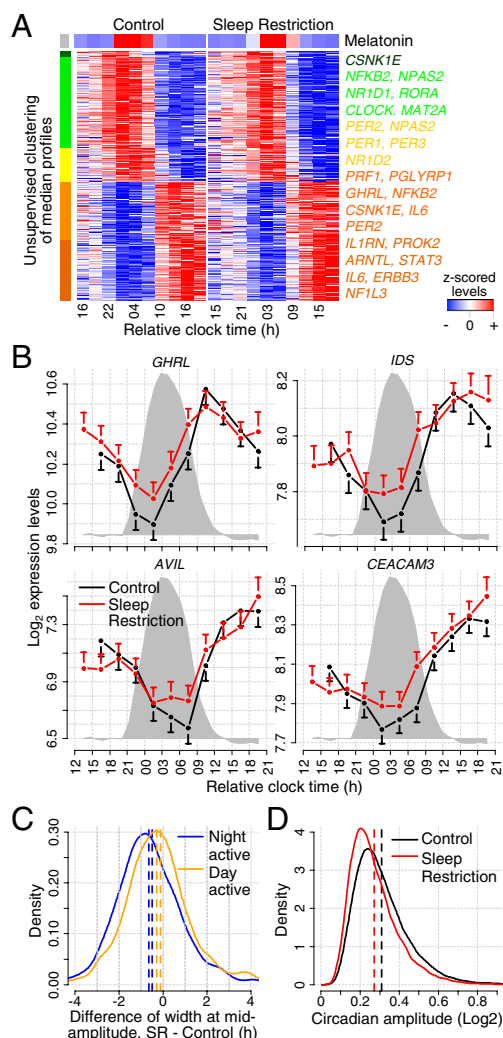 A
Control
Sleep Restriction
Melatonin
Unsupervised clustering
of median profiles
CSNK1E
NFKB2, NPAS2
NR1D1, RORA
CLOCK, MAT2A
PER2, NPAS2
PER1, PER3
NR1D2
PRF1, PGLYRP1
GHRL, NFKB2
CSNK1E, IL6
PER2
IL1RN, PROK2
ARNTL, STAT3
IL6, ERBB3
NF1L3
16 22 04 10 16 15 21 03 09 15
Relative clock time (h)
z-scored
levels
- 0 +
B
GHRL
IDS
10.6
10.4
10.2
10.0
9.8
8.2
8.0
7.8
Log2 expression levels
AVIL
CEACAM3
Control
Sleep
Restriction
7.3
6.9
6.5
8.5
8.3
8.1
7.9
7.7
12 15 18 21 00 03 06 09 12 15 18 21
12 15 18 21 00 03 06 09 12 15 18 21
Relative clock time (h)
C
Night
active
Day
active
Density
0.30
0.20
0.10
0.00
-4 -2 0 2 4
Difference of width at mid-
amplitude, SR - Control (h)
D
Control
Sleep
Restriction
Density
4
3
2
1
0
0 0.2 0.4 0.6 0.8 1
Circadian amplitude (Log2)